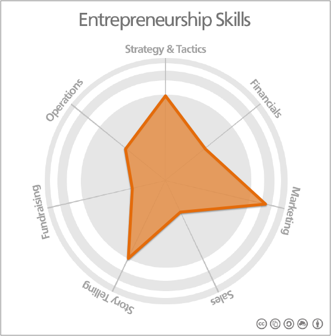 Entrepreneurship Skills
Strategy & Tactics
Financials
Marketing
Sales
Story Telling
Fundraising
Operations